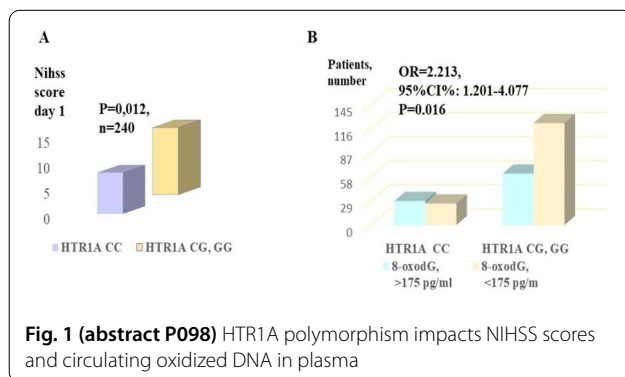 A
Nihss
score
day 1
P=0,012,
n=240
15
10
5
0
HTR1A CC HTR1A CG, GG
B
Patients,
number
OR=2.213,
95%CI%: 1.201-4.077
P=0.016
145
116
87
58
29
0
HTR1A CC HTR1A CG, GG
8-oxodG, 8-oxodG,
>175 pg/ml <175 pg/m
Fig. 1 (abstract P098) HTR1A polymorphism impacts NIHSS scores
and circulating oxidized DNA in plasma